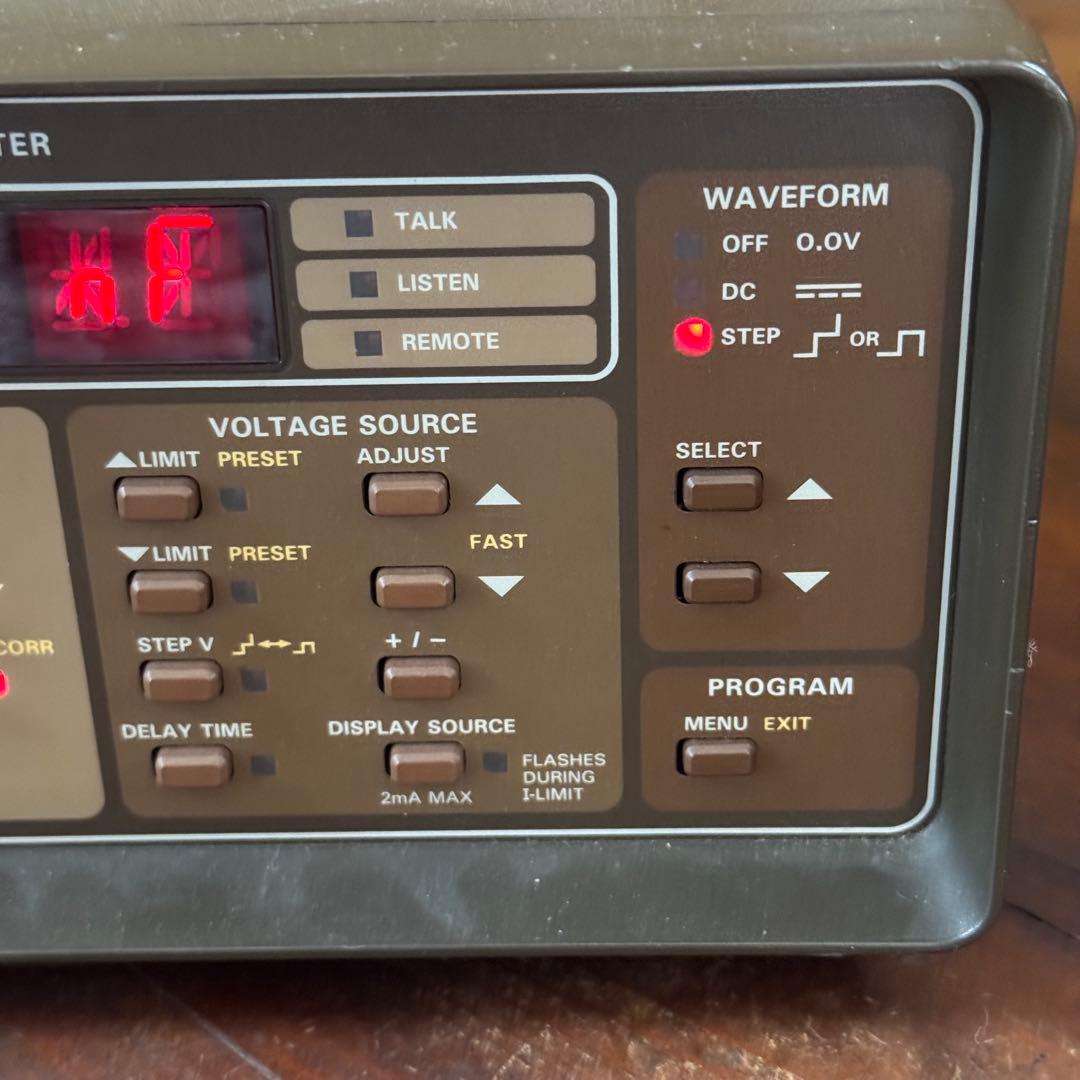 TER
nF
TALK
LISTEN
REMOTE
WAVEFORM
OFF 0.0V
DC
STEP OR
SELECT
VOLTAGE SOURCE
LIMIT PRESET
ADJUST
LIMIT PRESET
FAST
STEP V
+ / −
CORR
DELAY TIME
DISPLAY SOURCE
2mA MAX
FLASHES
DURING
I-LIMIT
PROGRAM
MENU EXIT